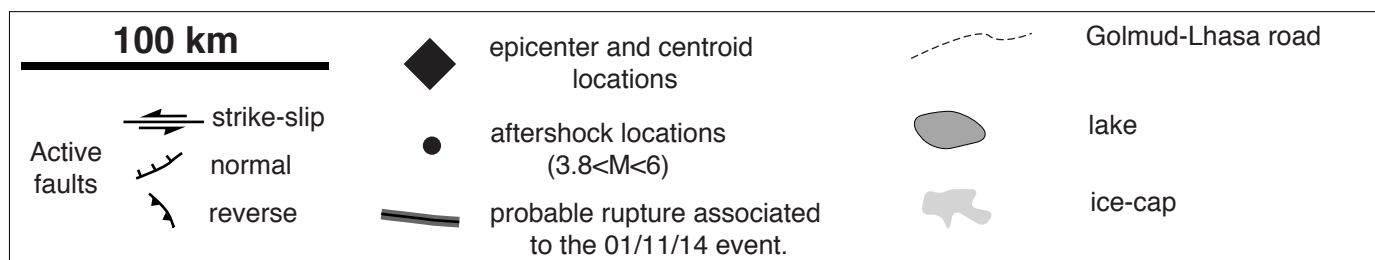 100 km
strike-slip
Active
faults
normal
reverse
epicenter and centroid
locations
aftershock locations
(3.8<M<6)
probable rupture associated
to the 01/11/14 event.
Golmud-Lhasa road
lake
ice-cap